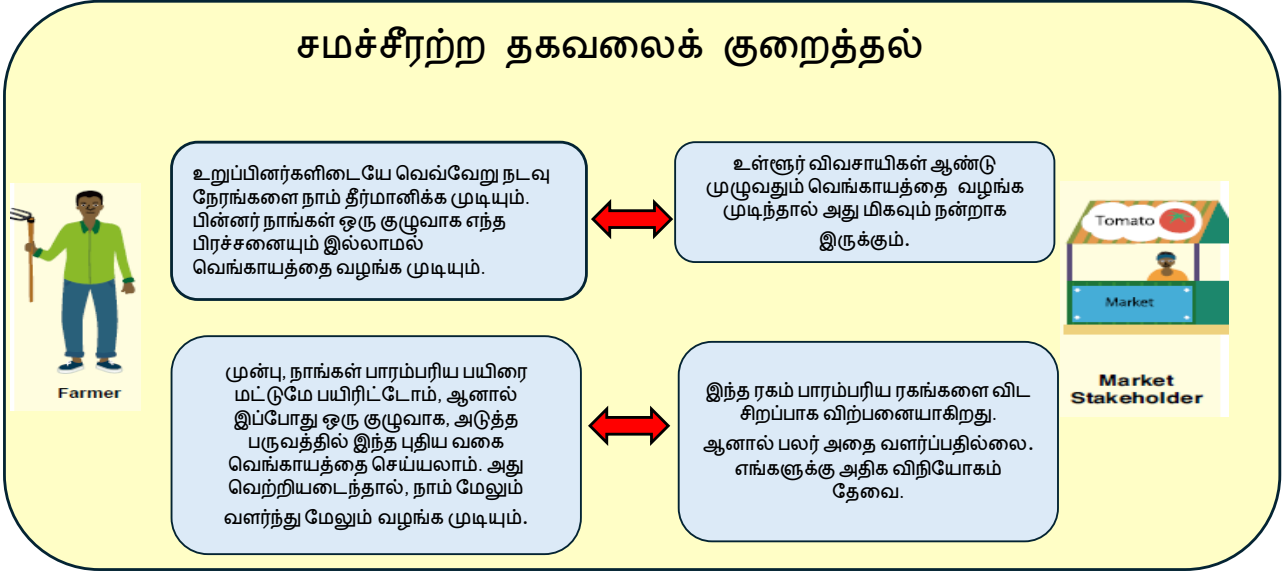 சமச்சீரற்ற தகவலைக் குறைத்தல்
உறுப்பினர்களிடையே வெவ்வேறு நடவு
நேரங்களை நாம் தீர்மானிக்க முடியும்.
பின்னர் நாங்கள் ஒரு குழுவாக எந்த
பிரச்சனையும் இல்லாமல்
வெங்காயத்தை வழங்க முடியும்.
உள்ளூர் விவசாயிகள் ஆண்டு
முழுவதும் வெங்காயத்தை வழங்க
முடிந்தால் அது மிகவும் நன்றாக
இருக்கும்.
Tomato
Market
Farmer
Market
Stakeholder
முன்பு, நாங்கள் பாரம்பரிய பயிரை
மட்டுமே பயிரிட்டோம், ஆனால்
இப்போது ஒரு குழுவாக, அடுத்த
பருவத்தில் இந்த புதிய வகை
வெங்காயத்தை செய்யலாம். அது
வெற்றியடைந்தால், நாம் மேலும்
வளர்ந்து மேலும் வழங்க முடியும்.
இந்த ரகம் பாரம்பரிய ரகங்களை விட
சிறப்பாக விற்பனையாகிறது.
ஆனால் பலர் அதை வளர்ப்பதில்லை.
எங்களுக்கு அதிக விநியோகம்
தேவை.